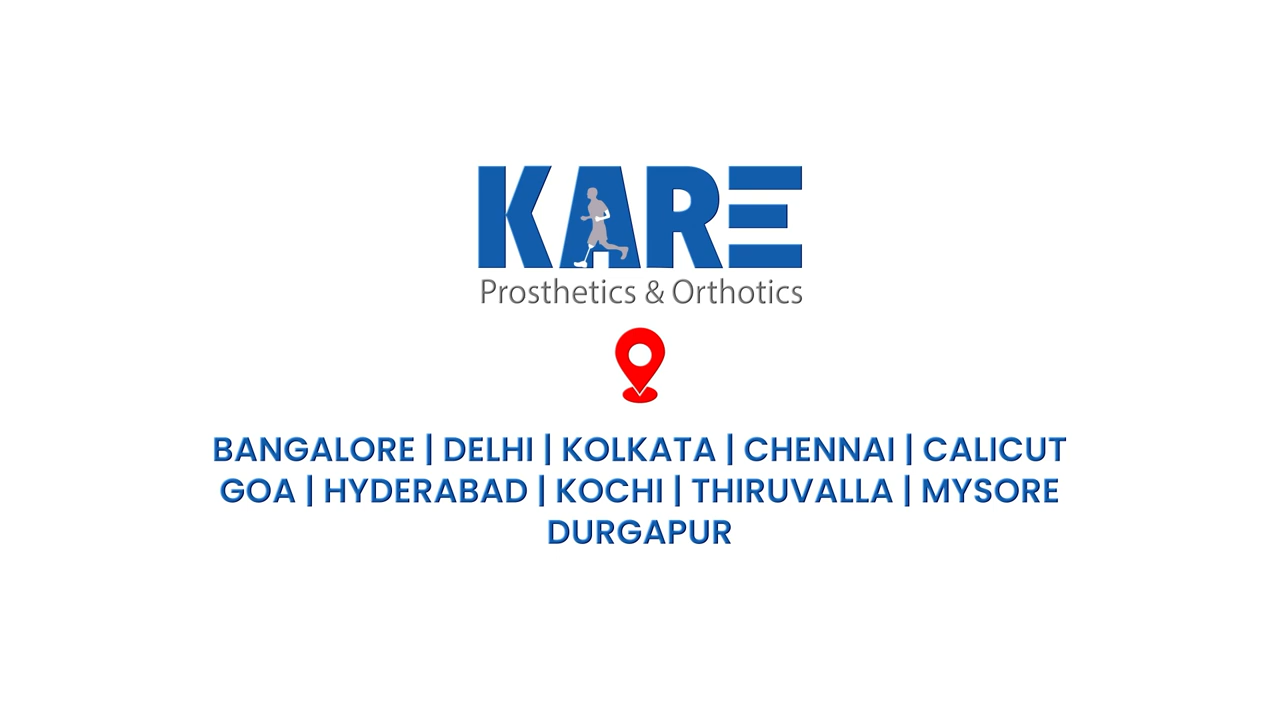 KARE
Prosthetics & Orthotics
BANGALORE | DELHI | KOLKATA | CHENNAI | CALICUT
GOA | HYDERABAD | KOCHI | THIRUVALLA | MYSORE
DURGAPUR